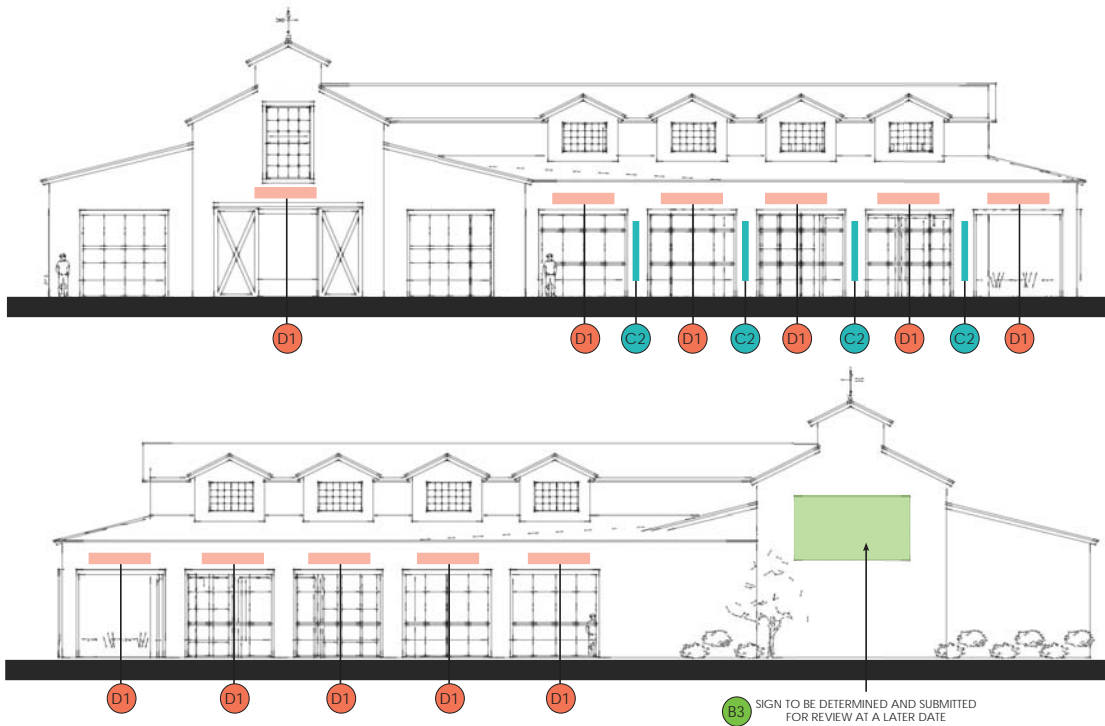 D1 D1 C2 D1 C2 D1 C2 D1 C2 D1
D1 D1 D1 D1 D1
B3 SIGN TO BE DETERMINED AND SUBMITTED
FOR REVIEW AT A LATER DATE